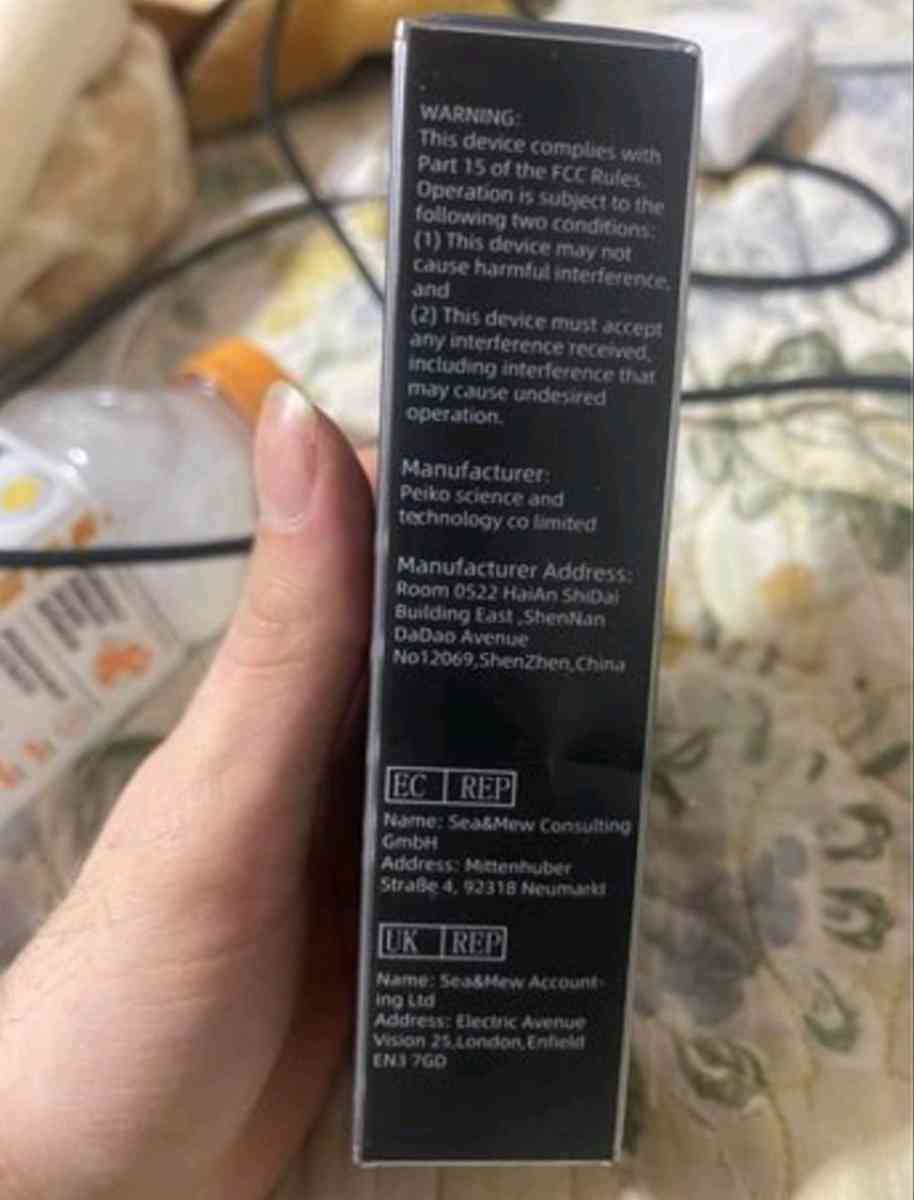 WARNING:
This device complies with
Part 15 of the FCC Rules.
Operation is subject to the
following two conditions:
(1) This device may not
cause harmful interference,
and
(2) This device must accept
any interference received,
including interference that
may cause undesired
operation.
Manufacturer:
Peiko science and
technology co limited
Manufacturer Address:
Room 0522 HaiAn ShiDai
Building East ,ShenNan
DaDao Avenue
No12069,ShenZhen,China
EC REP
Name: Sea&Mew Consulting
GmbH
Address: Mittenhuber
Straße 4, 92318 Neumarkt
UK REP
Name: Sea&Mew Account-
ing Ltd
Address: Electric Avenue
Vision 25,London,Enfield
EN3 7GD